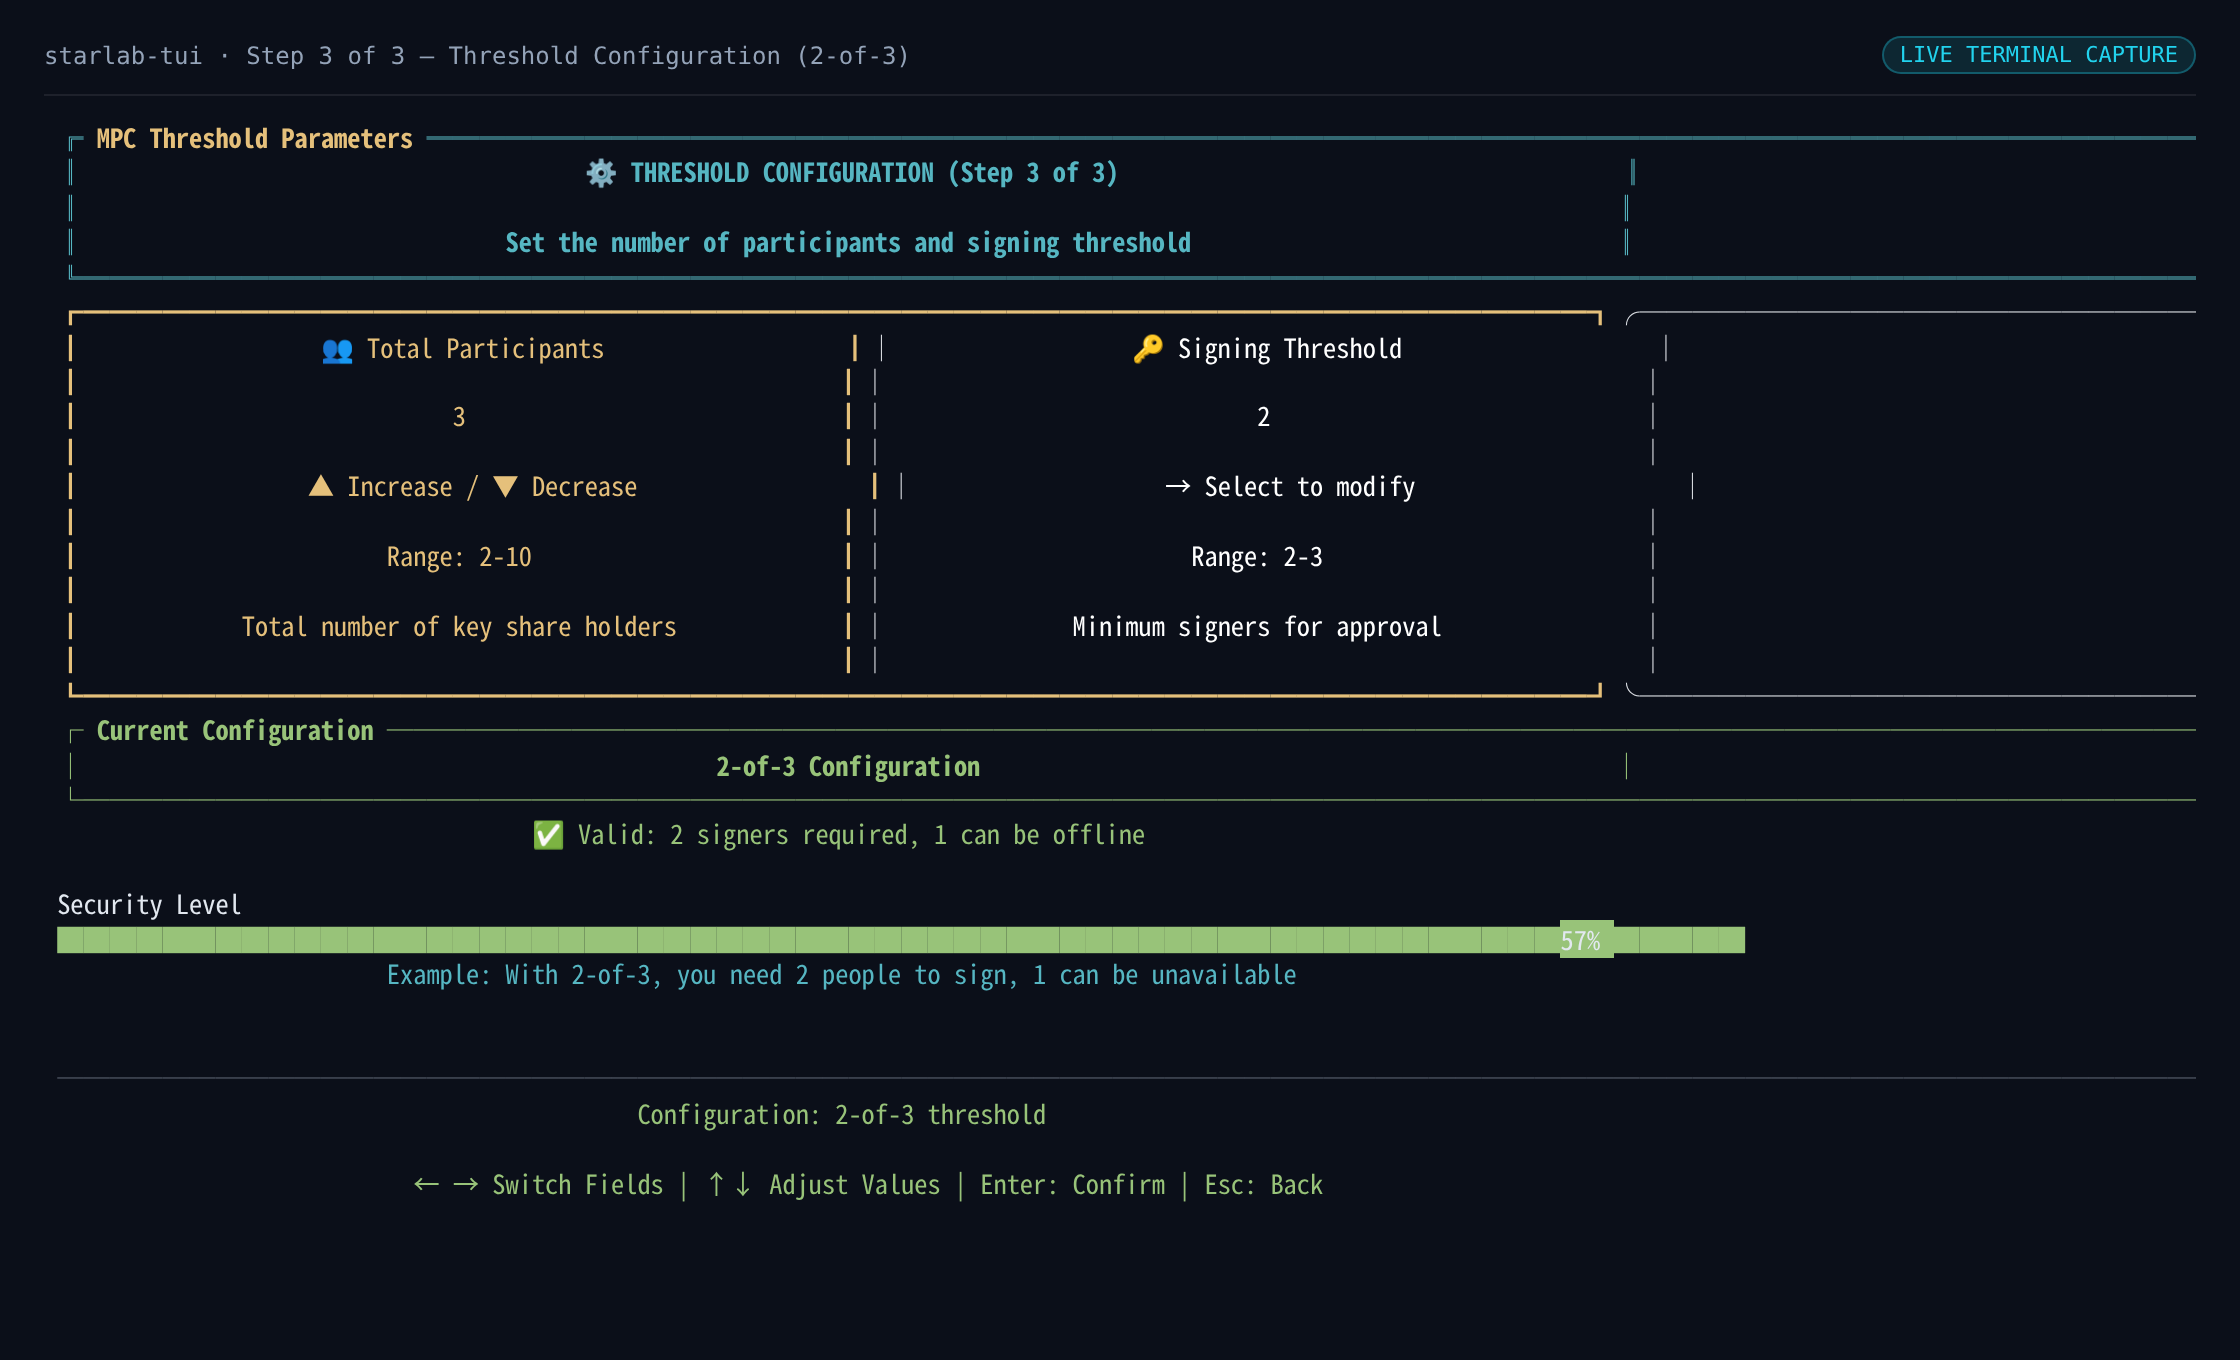 starlab-tui · Step 3 of 3 — Threshold Configuration (2-of-3)
LIVE TERMINAL CAPTURE
MPC Threshold Parameters
⚙️ THRESHOLD CONFIGURATION (Step 3 of 3)
Set the number of participants and signing threshold
👥 Total Participants
3
▲ Increase / ▼ Decrease
Range: 2-10
Total number of key share holders
🔑 Signing Threshold
2
→ Select to modify
Range: 2-3
Minimum signers for approval
Current Configuration
2-of-3 Configuration
✅ Valid: 2 signers required, 1 can be offline
Security Level
57%
Example: With 2-of-3, you need 2 people to sign, 1 can be unavailable
Configuration: 2-of-3 threshold
← → Switch Fields | ↑ ↓ Adjust Values | Enter: Confirm | Esc: Back